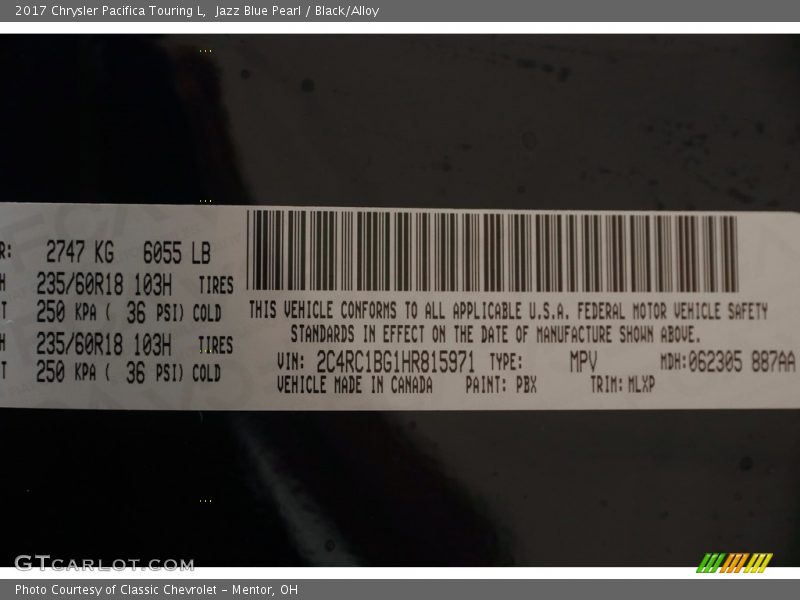 2017 Chrysler Pacifica Touring L, Jazz Blue Pearl / Black/Alloy
R: 2747 KG 6055 LB
H 235/60R18 103H TIRES
T 250 KPA ( 36 PSI) COLD
H 235/60R18 103H TIRES
T 250 KPA ( 36 PSI) COLD
THIS VEHICLE CONFORMS TO ALL APPLICABLE U.S.A. FEDERAL MOTOR VEHICLE SAFETY
STANDARDS IN EFFECT ON THE DATE OF MANUFACTURE SHOWN ABOVE.
VIN: 2C4RC1BG1HR815971 TYPE: MPV MDH:062305 887AA
VEHICLE MADE IN CANADA PAINT: PBX TRIM: MLXP
GTCARLOT.COM
Photo Courtesy of Classic Chevrolet - Mentor, OH